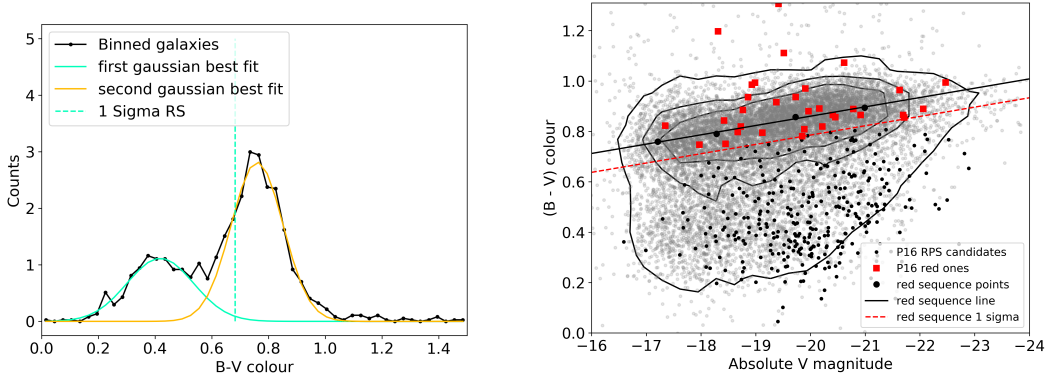 5
4
3
2
1
0
0.0 0.2 0.4 0.6 0.8 1.0 1.2 1.4
Counts
B-V colour
Binned galaxies
first gaussian best fit
second gaussian best fit
1 Sigma RS
1.2
1.0
0.8
0.6
0.4
0.2
0.0
−16 −17 −18 −19 −20 −21 −22 −23 −24
(B - V) colour
Absolute V magnitude
P16 RPS candidates
P16 red ones
red sequence points
red sequence line
red sequence 1 sigma